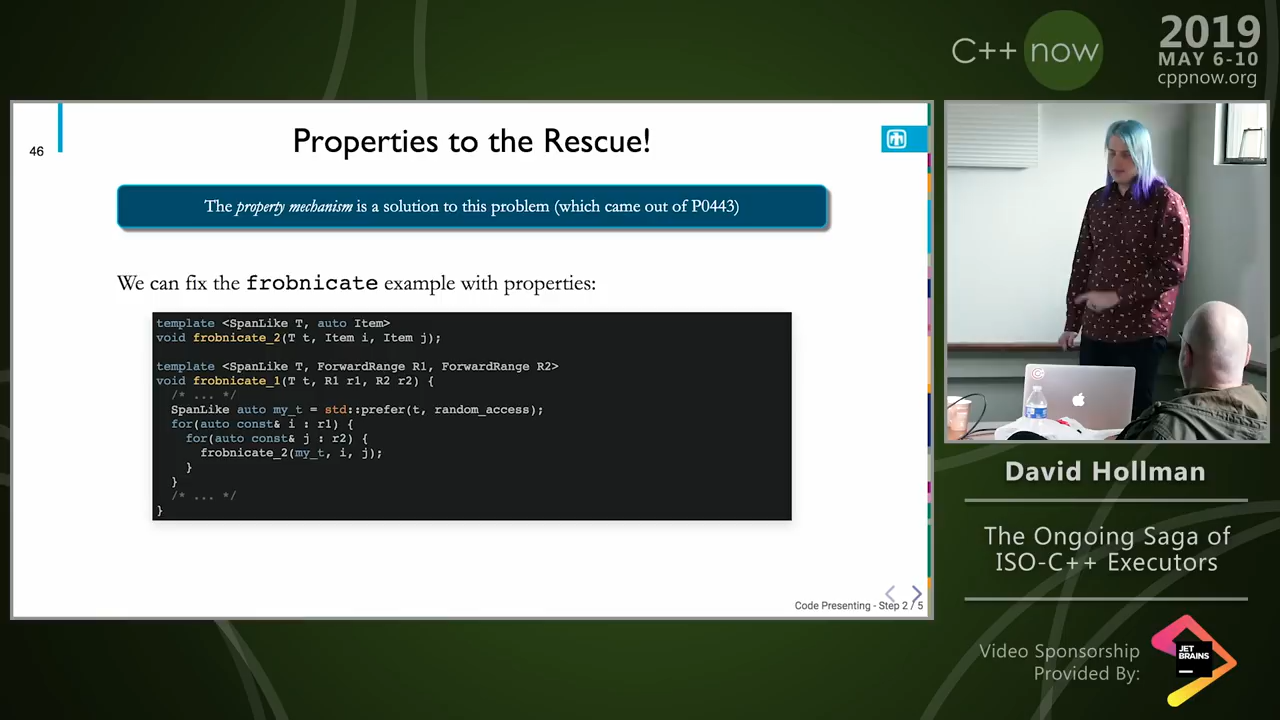 C++ now
2019
MAY 6-10
cppnow.org
46
Properties to the Rescue!
The property mechanism is a solution to this problem (which came out of P0443)
We can fix the frobnicate example with properties:
template <SpanLike T, auto Item>
void frobnicate_2(T t, Item i, Item j);
template <SpanLike T, ForwardRange R1, ForwardRange R2>
void frobnicate_1(T t, R1 r1, R2 r2) {
/* ... */
SpanLike auto my_t = std::prefer(t, random_access);
for(auto const& i : r1) {
for(auto const& j : r2) {
frobnicate_2(my_t, i, j);
}
}
/* ... */
}
Code Presenting - Step 2 / 5
David Hollman
The Ongoing Saga of
ISO-C++ Executors
Video Sponsorship
Provided By:
JET
BRAINS